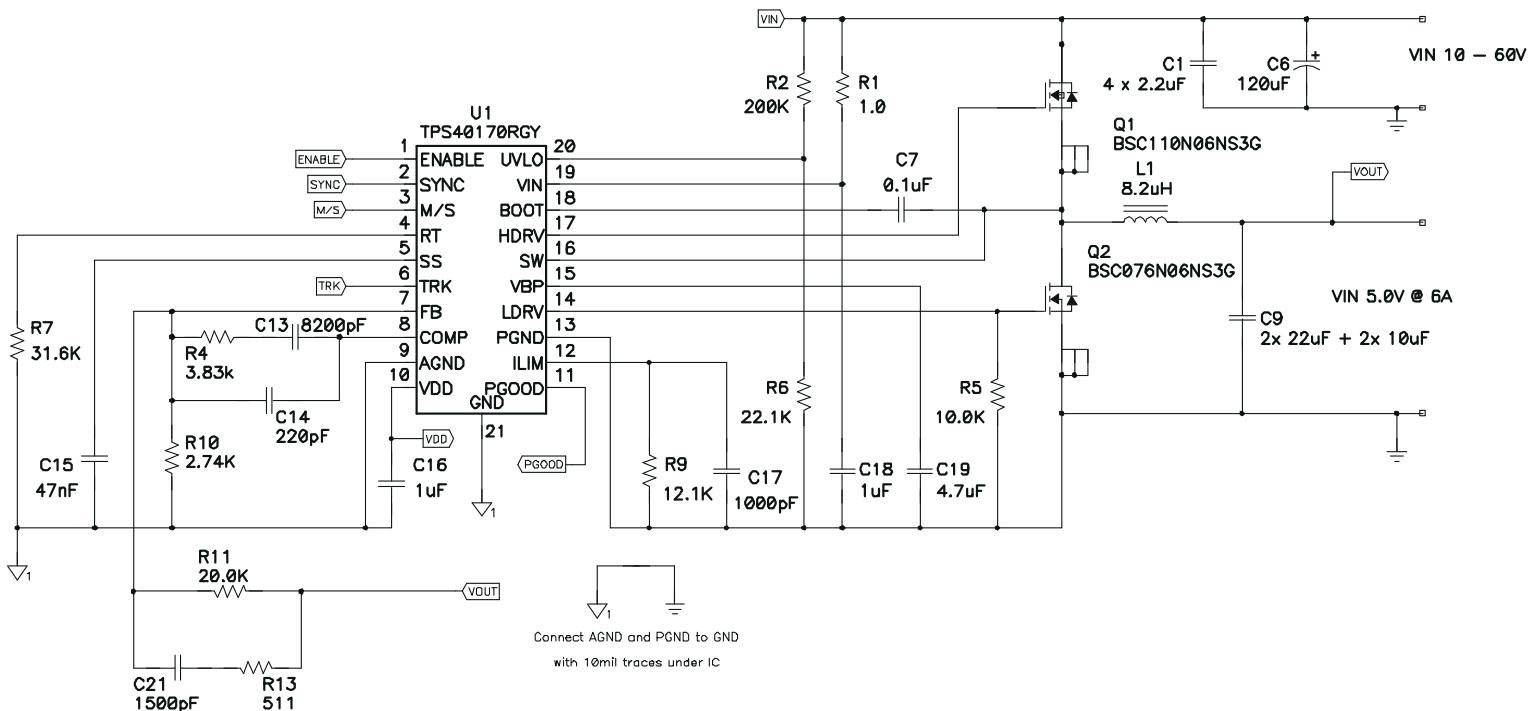 VIN
VIN 10 – 60V
R2
200K
R1
1.0
C1
4 x 2.2uF
C6
+
120uF
U1
TPS40170RGY
Q1
BSC110N06NS3G
C7
0.1uF
L1
8.2uH
VOUT
ENABLE
1
ENABLE
UVLO
20
SYNC
2
SYNC
VIN
19
M/S
3
M/S
BOOT
18
4
RT
HDRV
17
5
SS
SW
16
TRK
6
TRK
VBP
15
7
FB
LDRV
14
8
COMP
PGND
13
9
AGND
ILIM
12
10
VDD
PGOOD
11
GND
21
Q2
BSC076N06NS3G
VIN 5.0V @ 6A
C9
2x 22uF + 2x 10uF
R7
31.6K
C13
8200pF
R4
3.83k
C14
220pF
R10
2.74K
C15
47nF
VDD
C16
1uF
PGOOD
R6
22.1K
R5
10.0K
R9
12.1K
C17
1000pF
C18
1uF
C19
4.7uF
1
1
R11
20.0K
VOUT
C21
1500pF
R13
511
1
Connect AGND and PGND to GND
with 10mil traces under IC